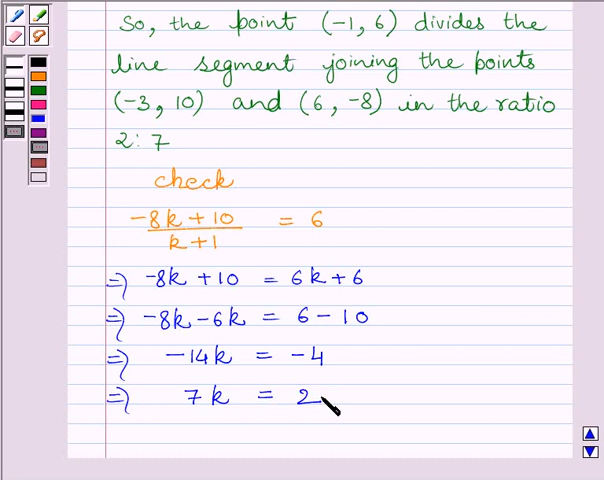 So, the point (-1, 6) divides the
line segment joining the points
(-3, 10) and (6, -8) in the ratio
2:7
check
-8k+10 / k+1 = 6
⇒ -8k+10 = 6k+6
⇒ -8k-6k = 6-10
⇒ -14k = -4
⇒ 7k = 2